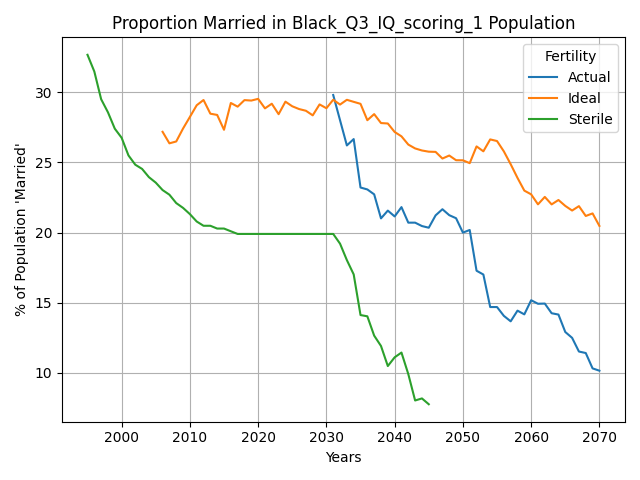 Proportion Married in Black_Q3_IQ_scoring_1 Population
% of Population 'Married'
30
25
20
15
10
Fertility
Actual
Ideal
Sterile
2000 2010 2020 2030 2040 2050 2060 2070
Years